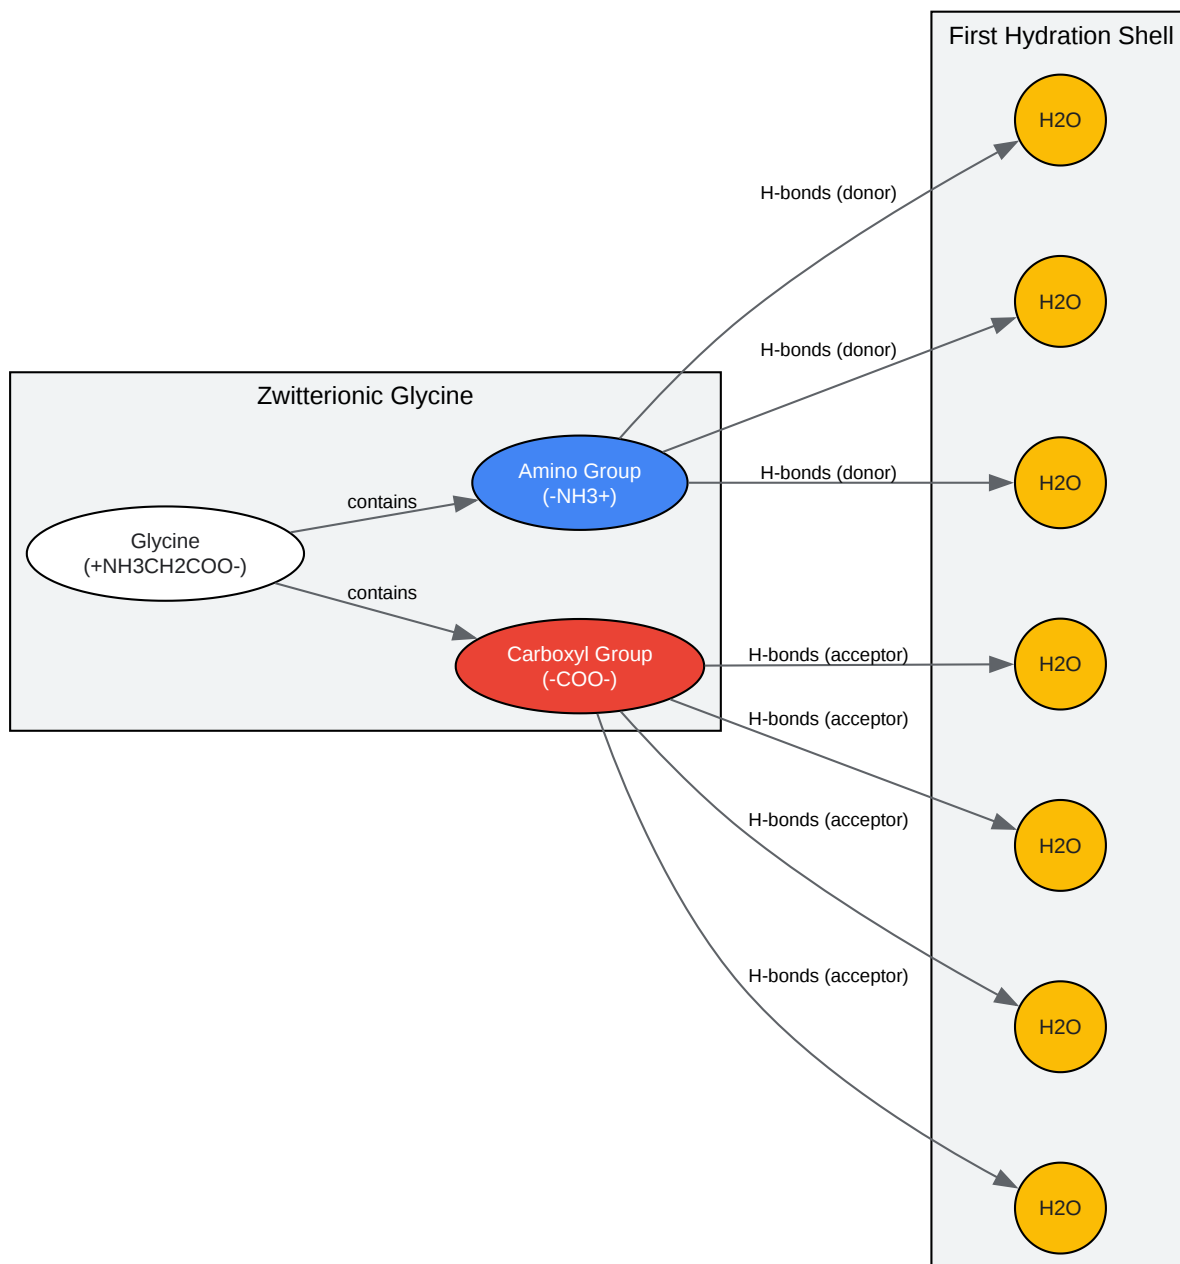 First Hydration Shell
H2O
H-bonds (donor)
H2O
H-bonds (donor)
Zwitterionic Glycine
Amino Group
(-NH3+)
H-bonds (donor)
H2O
contains
Glycine
(+NH3CH2COO-)
contains
Carboxyl Group
(-COO-)
H-bonds (acceptor)
H2O
H-bonds (acceptor)
H-bonds (acceptor)
H2O
H-bonds (acceptor)
H2O
H2O